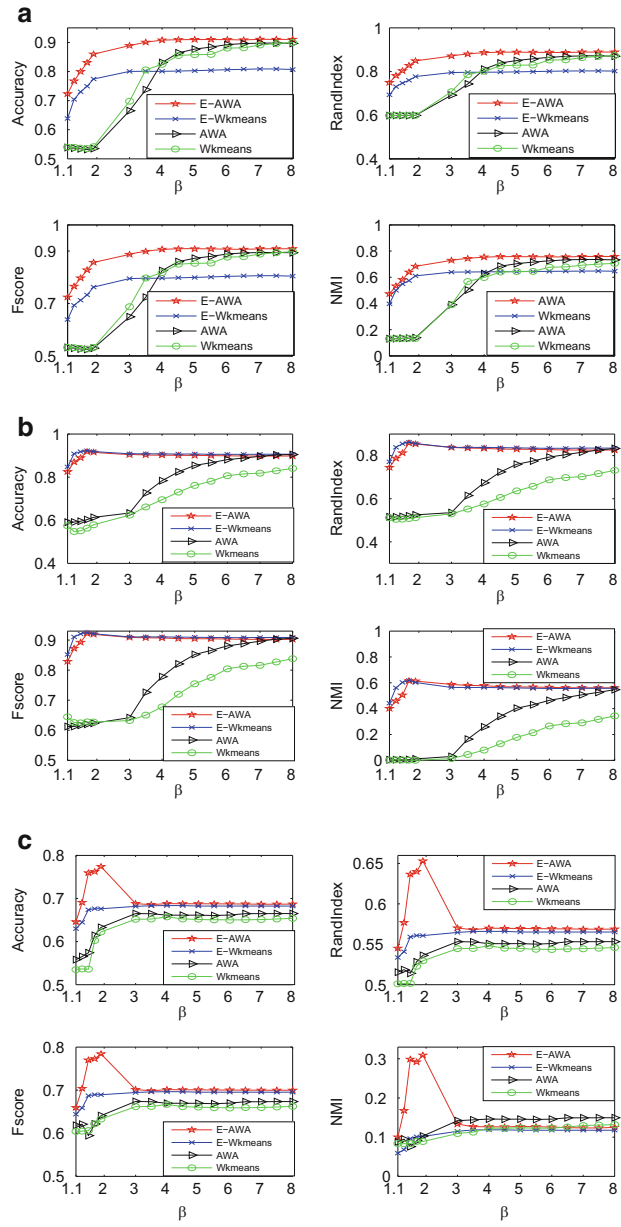 a
Accuracy
0.9
0.8
0.7
0.6
0.5
1.1 2 3 4 5 6 7 8
β
E−AWA
E−Wkmeans
AWA
Wkmeans
RandIndex
1
0.8
0.6
0.4
1.1 2 3 4 5 6 7 8
β
E−AWA
E−Wkmeans
AWA
Wkmeans
Fscore
1
0.9
0.7
0.5
1.1 2 3 4 5 6 7 8
β
E−AWA
E−Wkmeans
AWA
Wkmeans
NMI
1
0.8
0.6
0.4
0.2
0
1.1 2 3 4 5 6 7 8
β
AWA
Wkmeans
AWA
Wkmeans
b
Accuracy
1
0.8
0.6
0.4
1.1 2 3 4 5 6 7 8
β
E−AWA
E−Wkmeans
AWA
Wkmeans
RandIndex
0.8
0.6
0.4
1.1 2 3 4 5 6 7 8
β
E−AWA
E−Wkmeans
AWA
Wkmeans
Fscore
0.9
0.8
0.7
0.6
0.5
1.1 2 3 4 5 6 7 8
β
E−AWA
E−Wkmeans
AWA
Wkmeans
NMI
1
0.8
0.6
0.4
0.2
0
1.1 2 3 4 5 6 7 8
β
E−AWA
E−Wkmeans
AWA
Wkmeans
c
Accuracy
0.8
0.7
0.6
0.5
1.1 2 3 4 5 6 7 8
β
E−AWA
E−Wkmeans
AWA
Wkmeans
RandIndex
0.65
0.55
0.5
1.1 2 3 4 5 6 7 8
β
E−AWA
E−Wkmeans
AWA
Wkmeans
Fscore
0.8
0.7
0.6
0.5
1.1 2 3 4 5 6 7 8
β
E−AWA
E−Wkmeans
AWA
Wkmeans
NMI
0.3
0.2
0.1
0
1.1 2 3 4 5 6 7 8
β
E−AWA
E−Wkmeans
AWA
Wkmeans